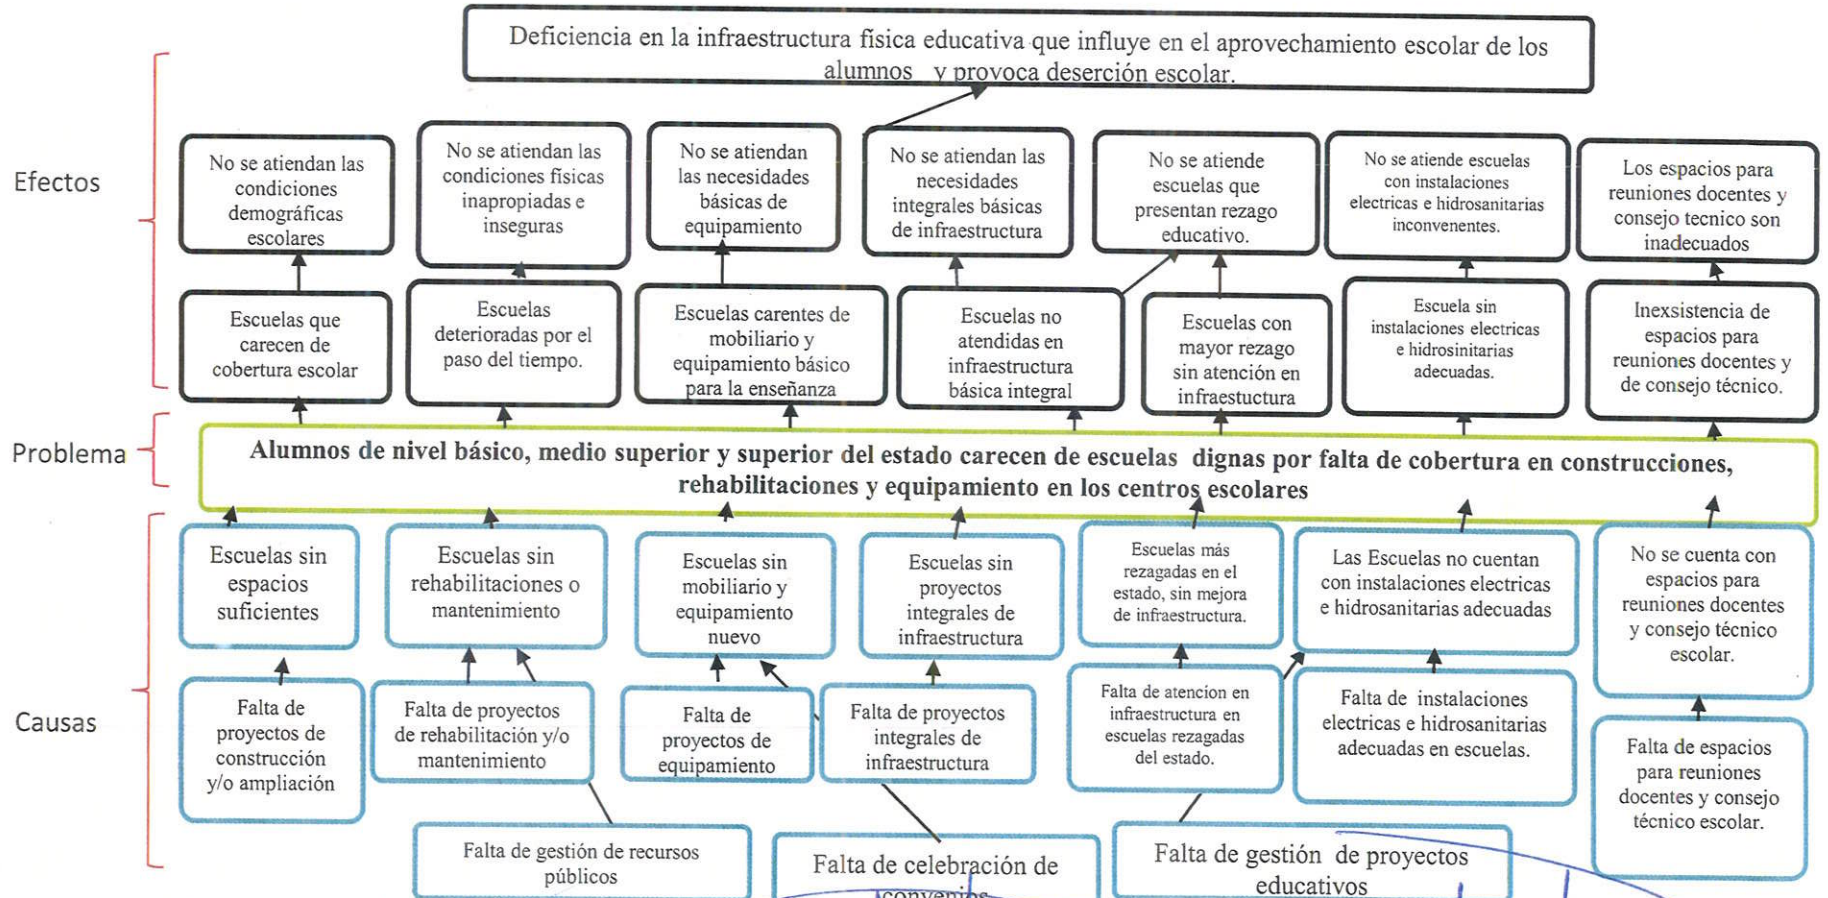 Deficiencia en la infraestructura física educativa que influye en el aprovechamiento escolar de los
alumnos y provoca deserción escolar.
Efectos
No se atiendan las
condiciones
demográficas
escolares
No se atiendan las
condiciones físicas
inapropiadas e
inseguras
No se atiendan
las necesidades
básicas de
equipamiento
No se atiendan las
necesidades
integrales básicas
de infraestructura
No se atiende
escuelas que
presentan rezago
educativo.
No se atiende escuelas
con instalaciones
electricas e hidrosanitarias
inconvenentes.
Los espacios para
reuniones docentes y
consejo tecnico son
inadecuados
Escuelas que
carecen de
cobertura escolar
Escuelas
deterioradas por el
paso del tiempo.
Escuelas carentes de
mobiliario y
equipamiento básico
para la enseñanza
Escuelas no
atendidas en
infraestructura
básica integral
Escuelas con
mayor rezago
sin atención en
infraestuctura
Escuela sin
instalaciones electricas
e hidrosinitarias
adecuadas.
Inexsistencia de
espacios para
reuniones docentes y
de consejo técnico.
Problema
Alumnos de nivel básico, medio superior y superior del estado carecen de escuelas dignas por falta de cobertura en construcciones,
rehabilitaciones y equipamiento en los centros escolares
Causas
Escuelas sin
espacios
suficientes
Escuelas sin
rehabilitaciones o
mantenimiento
Escuelas sin
mobiliario y
equipamiento
nuevo
Escuelas sin
proyectos
integrales de
infraestructura
Escuelas más
rezagadas en el
estado, sin mejora
de infraestructura.
Las Escuelas no cuentan
con instalaciones electricas
e hidrosanitarias adecuadas
No se cuenta con
espacios para
reuniones docentes
y consejo técnico
escolar.
Falta de
proyectos de
construcción
y/o ampliación
Falta de proyectos
de rehabilitación y/o
mantenimiento
Falta de
proyectos de
equipamiento
Falta de proyectos
integrales de
infraestructura
Falta de atencion en
infraestructura en
escuelas rezagadas
del estado.
Falta de instalaciones
electricas e hidrosanitarias
adecuadas en escuelas.
Falta de espacios
para reuniones
docentes y consejo
técnico escolar.
Falta de gestión de recursos
públicos
Falta de celebración de
convenios
Falta de gestión de proyectos
educativos